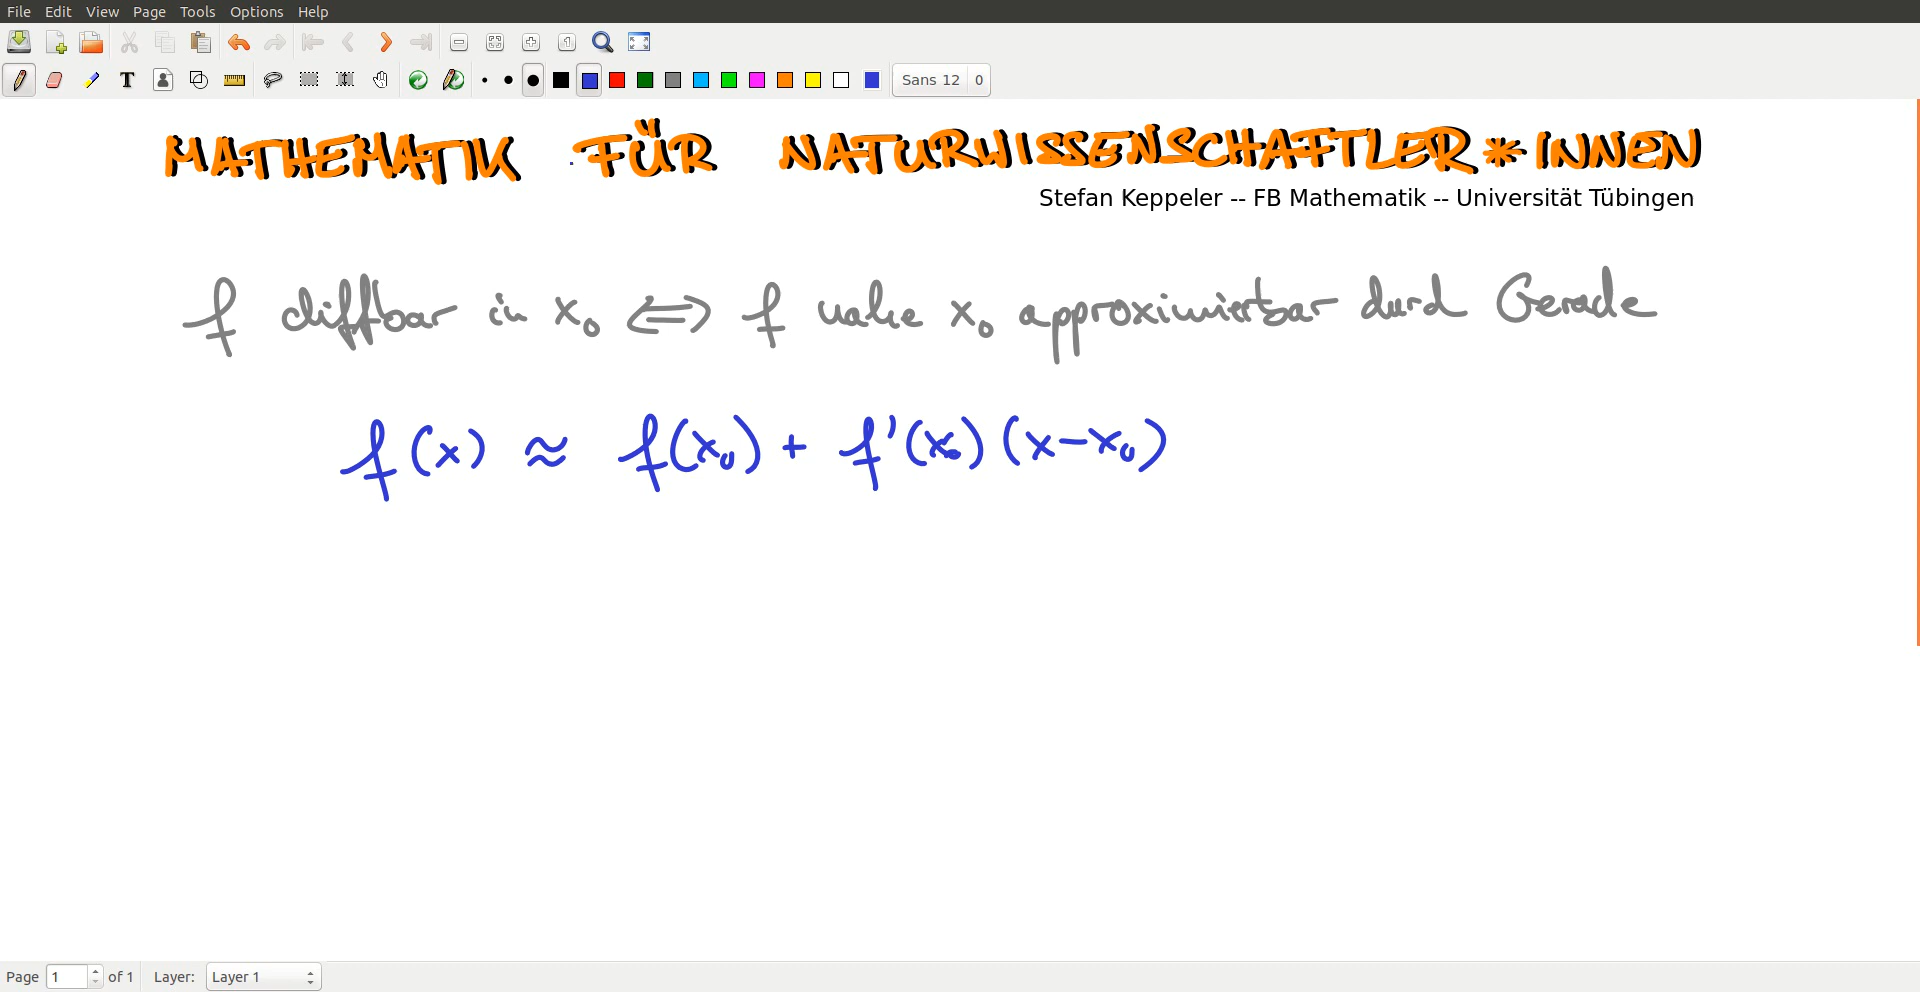 File Edit View Page Tools Options Help
Sans 12 0
MATHEMATIK FÜR NATURWISSENSCHAFTLER*INNEN
Stefan Keppeler -- FB Mathematik -- Universität Tübingen
f diffbar in x₀ ⇔ f nahe x₀ approximierbar durch Gerade
f(x) ≈ f(x₀) + f'(x₀)(x-x₀)
Page 1 of 1 Layer: Layer 1